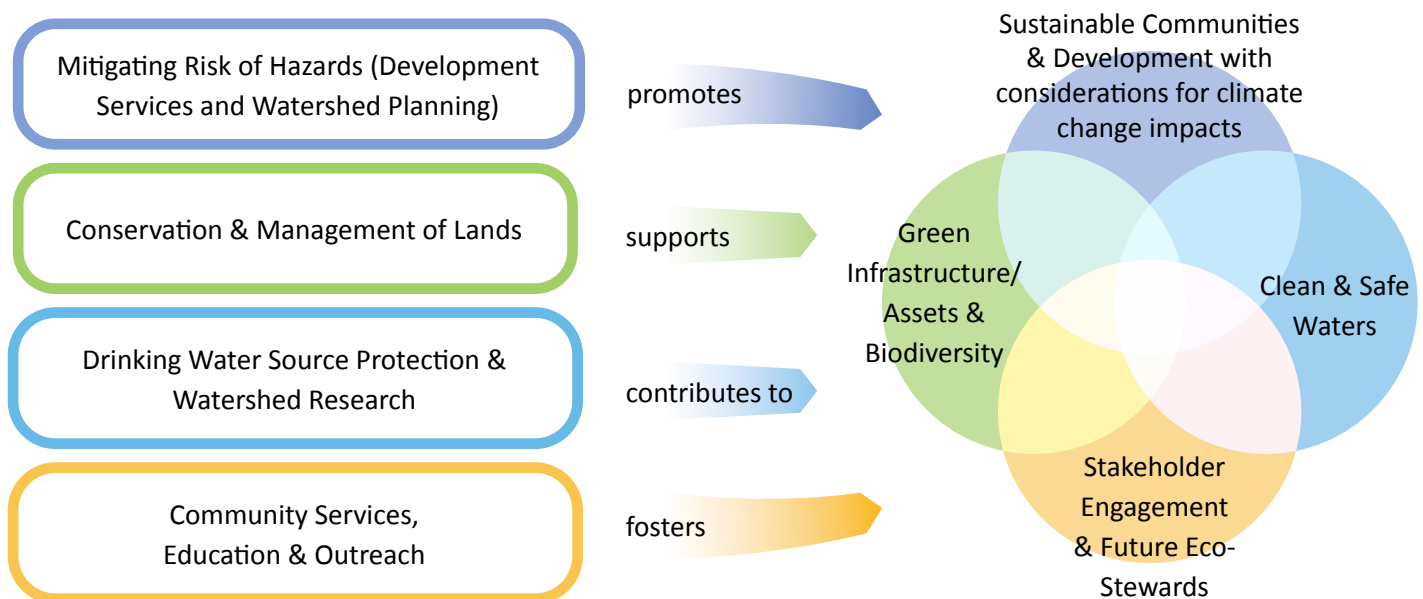 Mitigating Risk of Hazards (Development
Services and Watershed Planning)
promotes
Sustainable Communities
& Development with
considerations for climate
change impacts
Conservation & Management of Lands
supports
Green
Infrastructure/
Assets &
Biodiversity
Drinking Water Source Protection &
Watershed Research
contributes to
Clean & Safe
Waters
Community Services,
Education & Outreach
fosters
Stakeholder
Engagement
& Future Eco-
Stewards